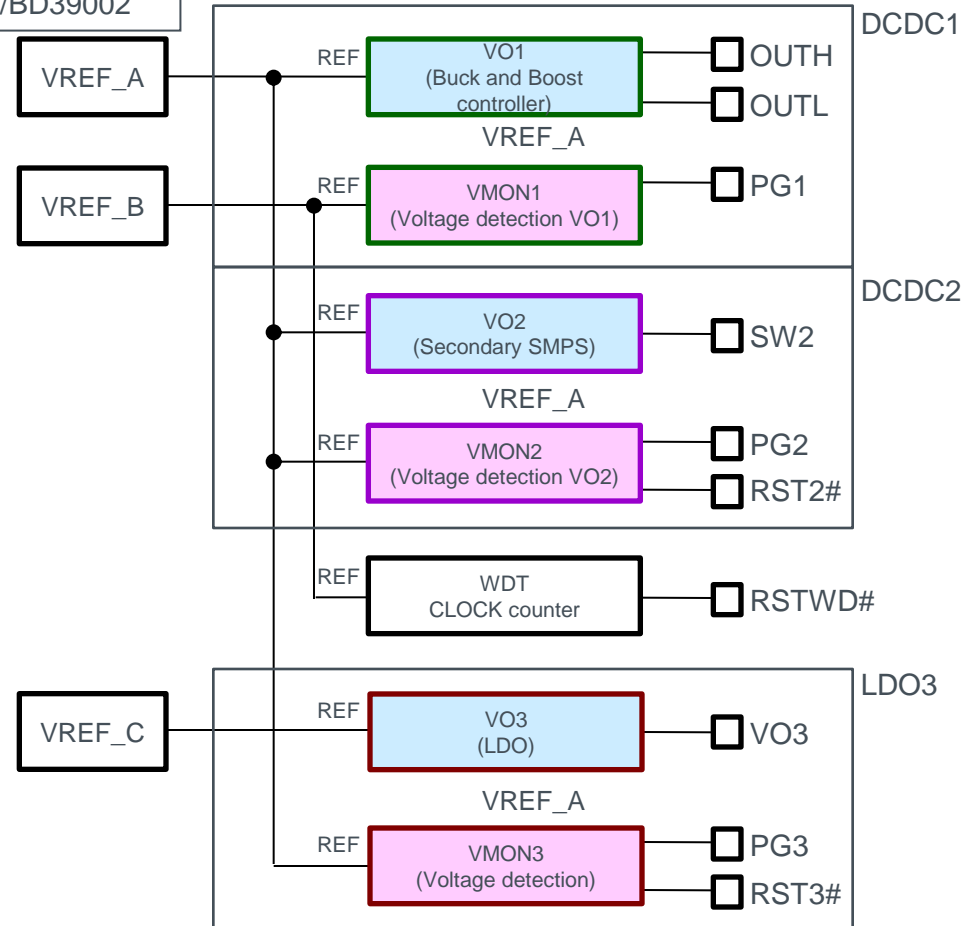 /BD39002
DCDC1
VREF_A
REF
VO1
(Buck and Boost
controller)
OUTH
OUTL
VREF_A
VREF_B
REF
VMON1
(Voltage detection VO1)
PG1
DCDC2
REF
VO2
(Secondary SMPS)
SW2
VREF_A
REF
VMON2
(Voltage detection VO2)
PG2
RST2#
REF
WDT
CLOCK counter
RSTWD#
LDO3
VREF_C
REF
VO3
(LDO)
VO3
VREF_A
REF
VMON3
(Voltage detection)
PG3
RST3#